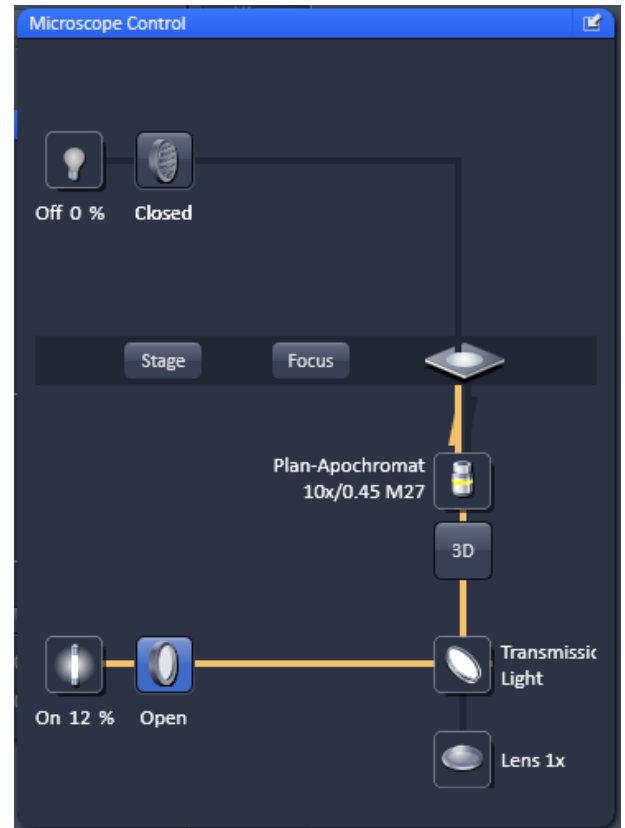 Microscope Control
Off 0 %
Closed
Stage
Focus
Plan-Apochromat
10x/0.45 M27
3D
Transmissic
Light
On 12 %
Open
Lens 1x